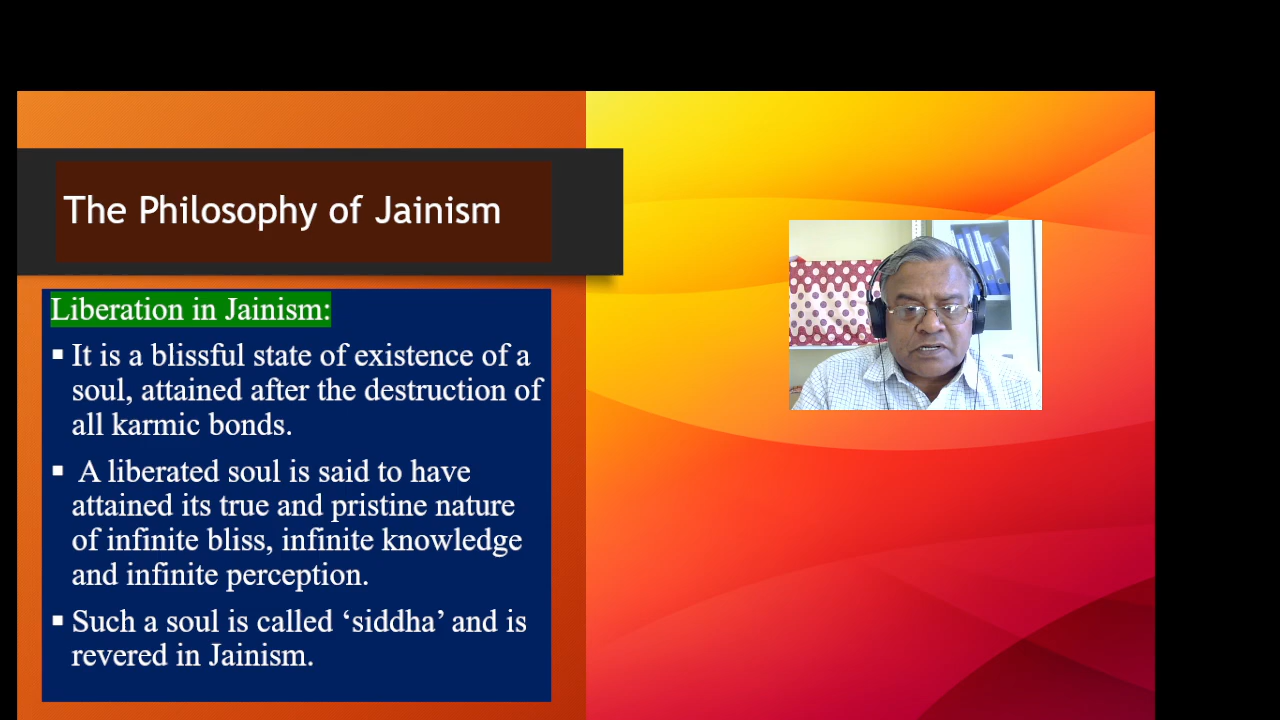 The Philosophy of Jainism
Liberation in Jainism:
▪ It is a blissful state of existence of a
soul, attained after the destruction of
all karmic bonds.
▪ A liberated soul is said to have
attained its true and pristine nature
of infinite bliss, infinite knowledge
and infinite perception.
▪ Such a soul is called ‘siddha’ and is
revered in Jainism.